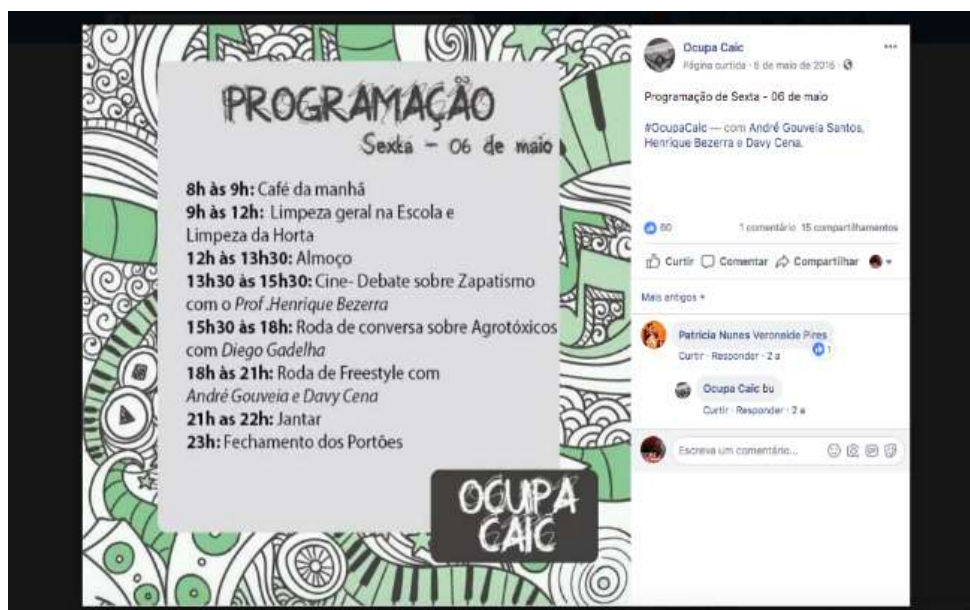 PROGRAMAÇÃO
Sexta - 06 de maio
8h às 9h: Café da manhã
9h às 12h: Limpeza geral na Escola e
Limpeza da Horta
12h às 13h30: Almoço
13h30 às 15h30: Cine- Debate sobre Zapatismo
com o Prof .Henrique Bezerra
15h30 às 18h: Roda de conversa sobre Agrotóxicos
com Diego Gadelha
18h às 21h: Roda de Freestyle com
André Gouveia e Davy Cena
21h as 22h: Jantar
23h: Fechamento dos Portões
OCUPA
CAIC
Ocupa Caic
Página curtida · 6 de maio de 2016 ·
Programação de Sexta - 06 de maio
#OcupaCaic — com André Gouveia Santos,
Henrique Bezerra e Davy Cena.
60 1 comentário 15 compartilhamentos
Curtir Comentar Compartilhar
Mais antigos
Patricia Nunes Veroneide Pires
1
Curtir · Responder · 2 a
Ocupa Caic bu
Curtir · Responder · 2 a
Escreva um comentário...